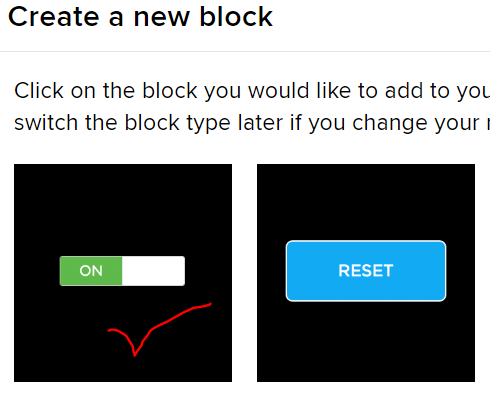 Create a new block
Click on the block you would like to add to you
switch the block type later if you change your
ON
RESET